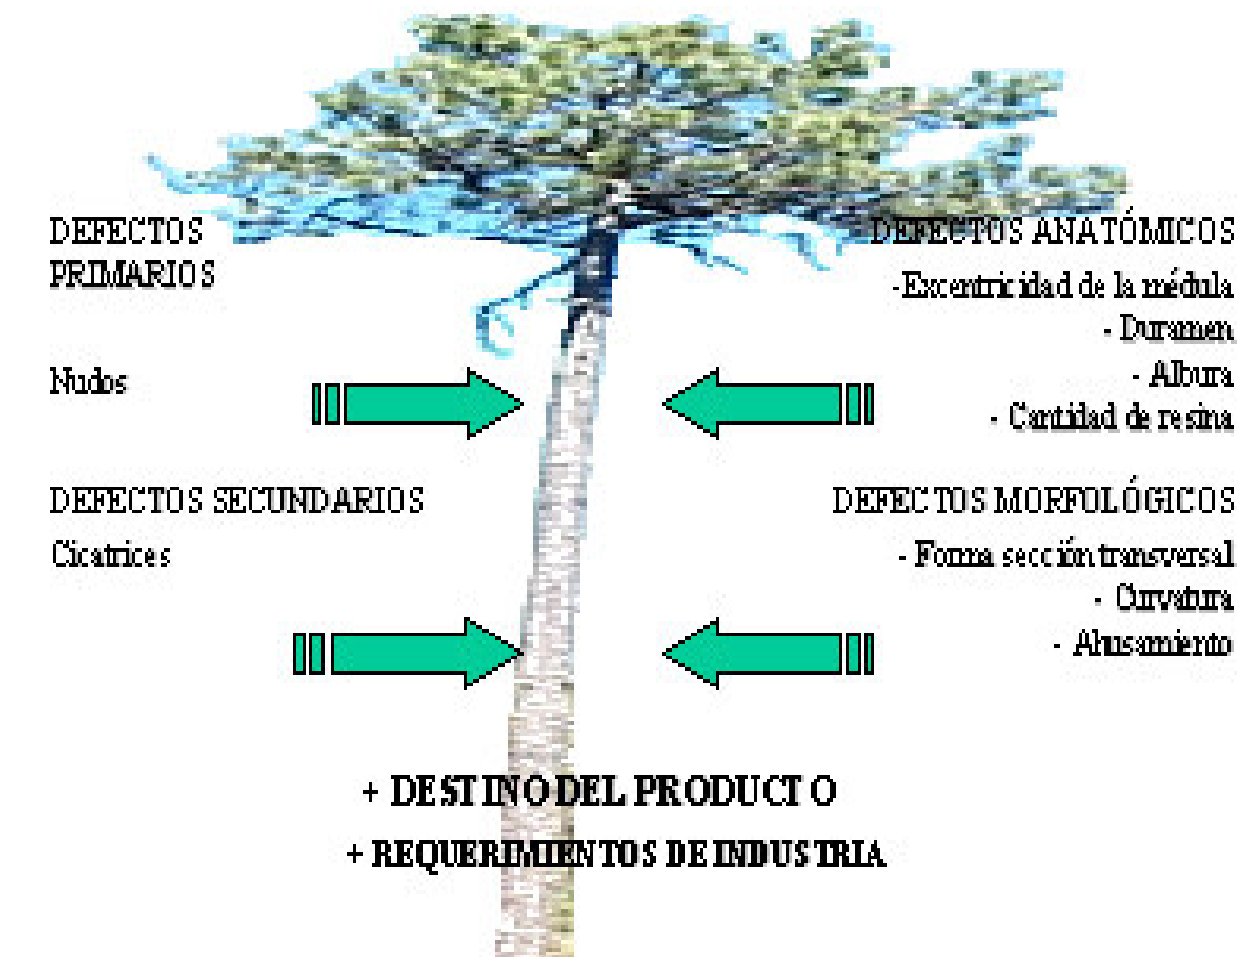 DEFECTOS
PRIMARIOS
Nudos
DEFECTOS SECUNDARIOS
Cicatrices
DEFECTOS ANATÓMICOS
-Excentricidad de la médula
- Duramen
- Albura
- Cantidad de resina
DEFECTOS MORFOLÓGICOS
- Forma sección transversal
- Curvatura
- Ahusamiento
+ DESTINO DEL PRODUCTO
+ REQUERIMIENTOS DE INDUSTRIA